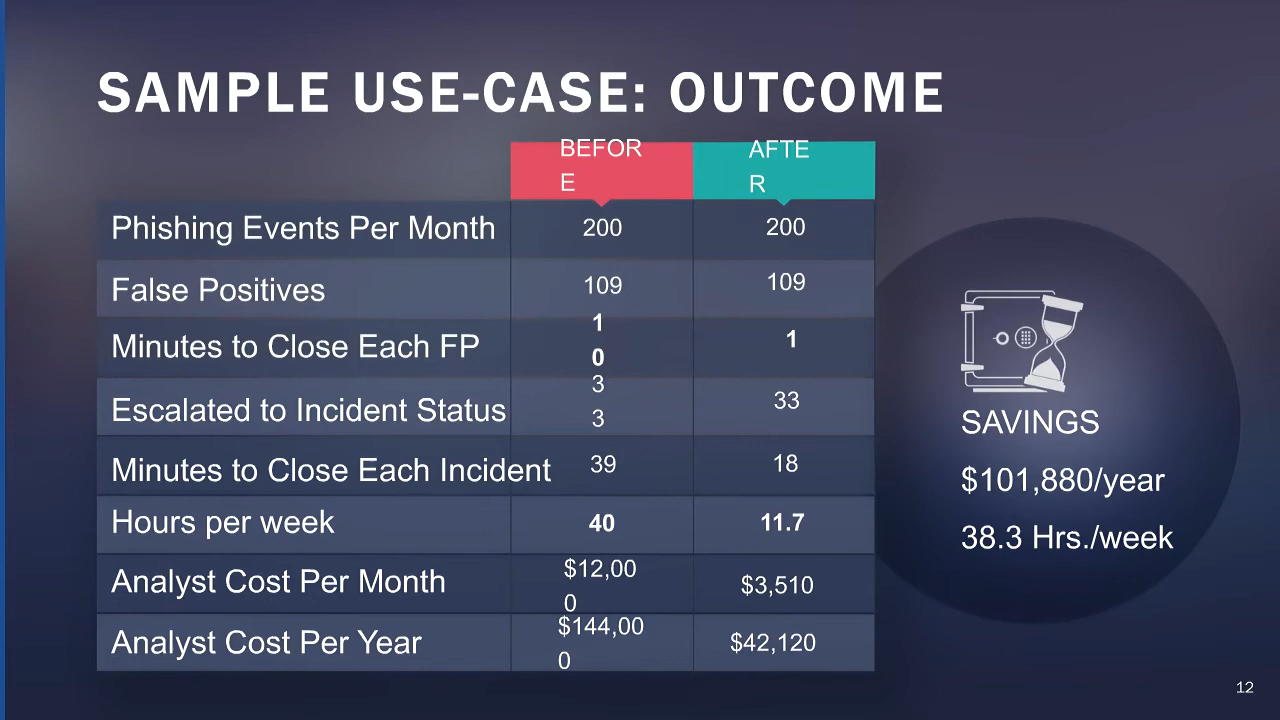 SAMPLE USE-CASE: OUTCOME
BEFOR
E
AFTE
R
Phishing Events Per Month 200 200
False Positives 109 109
Minutes to Close Each FP
1
0
1
Escalated to Incident Status
3
3
33
Minutes to Close Each Incident 39 18
Hours per week 40 11.7
Analyst Cost Per Month
$12,00
0
$3,510
Analyst Cost Per Year
$144,00
0
$42,120
SAVINGS
$101,880/year
38.3 Hrs./week
12